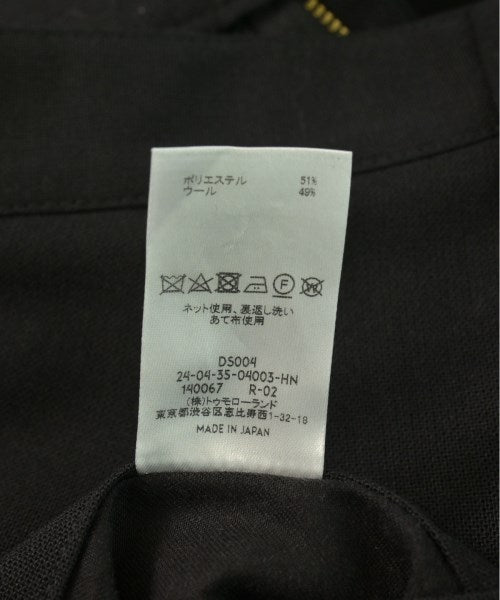 ポリエステル 51%
ウール 49%
ネット使用、裏返し洗い
あて布使用
DS004
24-04-35-04003-HN
140067 R-02
(株)トゥモローランド
東京都渋谷区恵比寿西1-32-18
MADE IN JAPAN